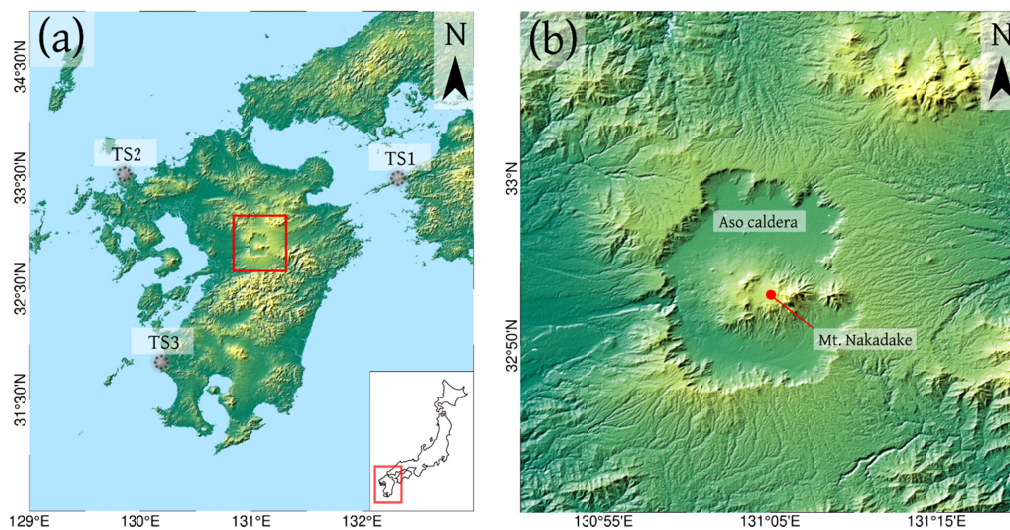 (a)
N
34°30'N
TS2
TS1
33°30'N
32°30'N
TS3
31°30'N
129°E
130°E
131°E
132°E
(b)
N
33°N
Aso caldera
32°50'N
Mt. Nakadake
130°55'E
131°05'E
131°15'E